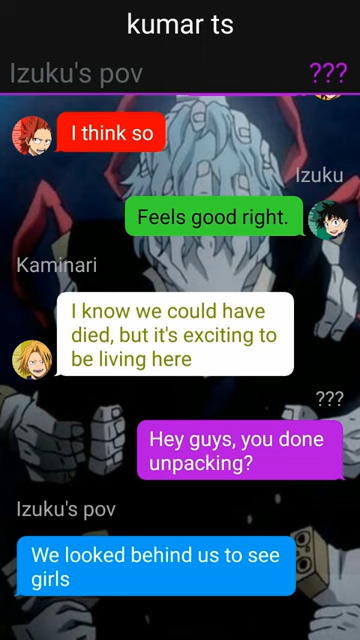 kumar ts
Izuku's pov
???
I think so
Izuku
Feels good right.
Kaminari
I know we could have
died, but it's exciting to
be living here
???
Hey guys, you done
unpacking?
Izuku's pov
We looked behind us to see
girls